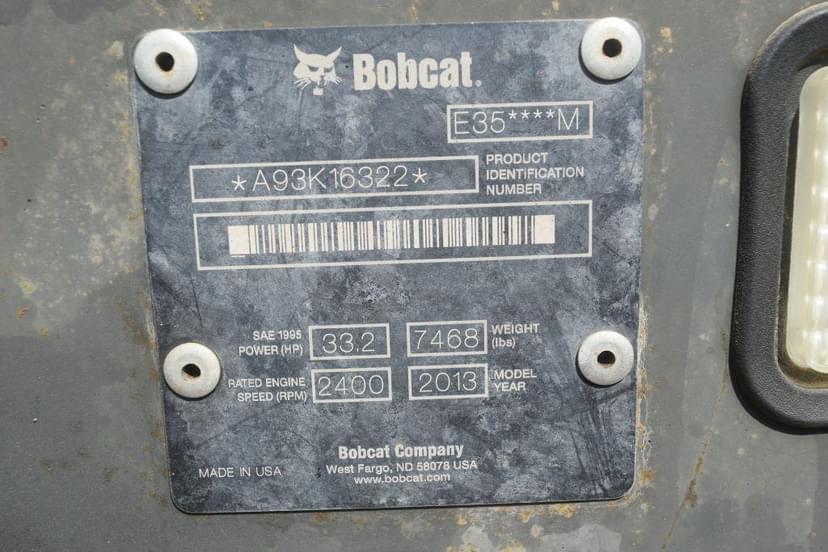 Bobcat.
E35****M
*A93K16322*
PRODUCT
IDENTIFICATION
NUMBER
SAE 1995
POWER (HP)
33.2
7468
WEIGHT
(lbs)
RATED ENGINE
SPEED (RPM)
2400
2013
MODEL
YEAR
Bobcat Company
MADE IN USA
West Fargo, ND 58078 USA
www.bobcat.com